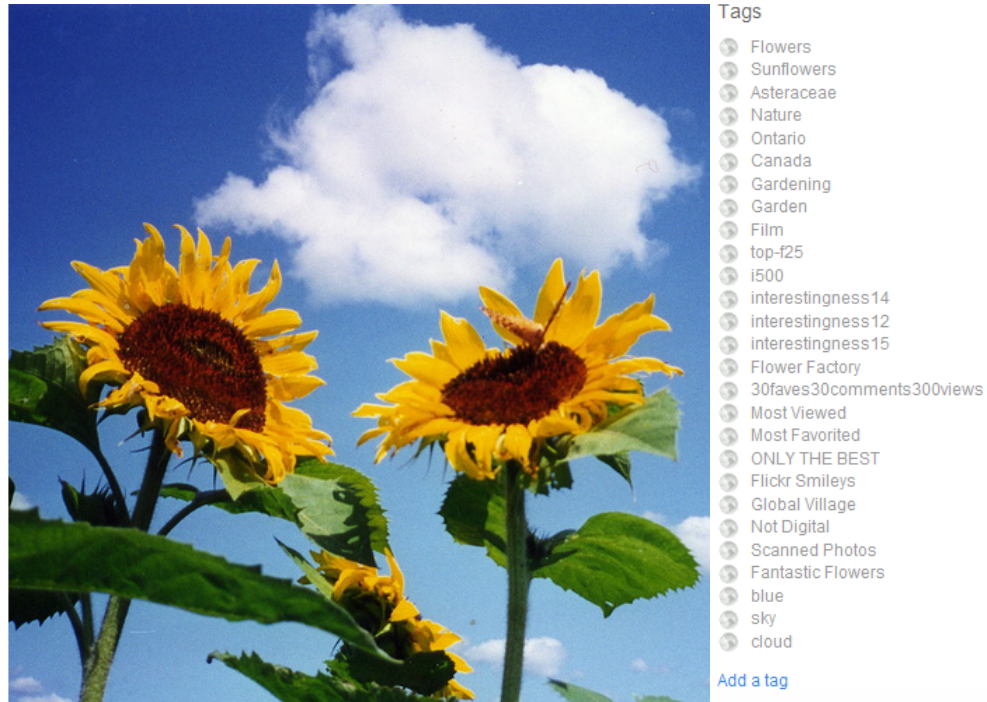 Tags
Flowers
Sunflowers
Asteraceae
Nature
Ontario
Canada
Gardening
Garden
Film
top-f25
i500
interestingness14
interestingness12
interestingness15
Flower Factory
30faves30comments300views
Most Viewed
Most Favorited
ONLY THE BEST
Flickr Smileys
Global Village
Not Digital
Scanned Photos
Fantastic Flowers
blue
sky
cloud
Add a tag